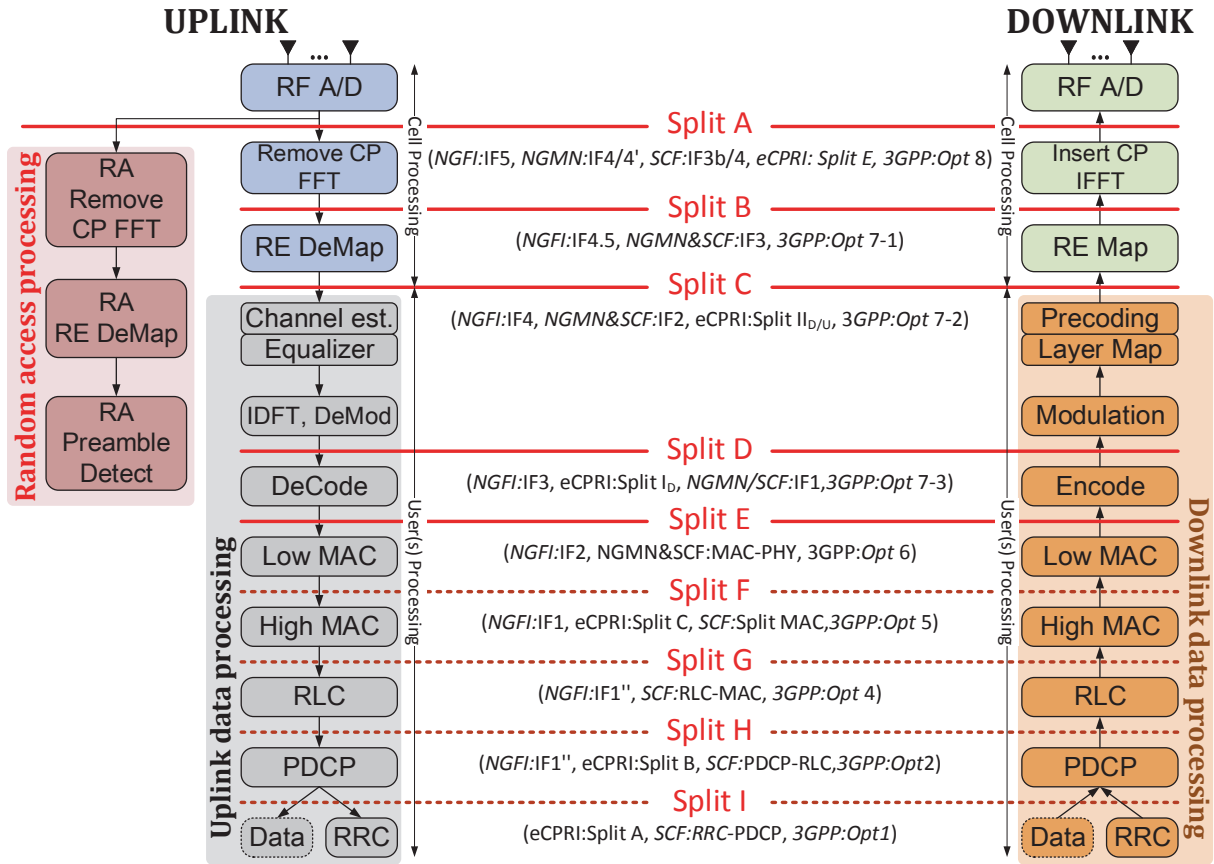 UPLINK
DOWNLINK
...
...
RF A/D
RF A/D
Cell Processing
Cell Processing
Split A
(NGFI:IF5, NGMN:IF4/4', SCF:IF3b/4, eCPRI: Split E, 3GPP:Opt 8)
Random access processing
RA
Remove
CP FFT
Remove CP
FFT
Insert CP
IFFT
Split B
(NGFI:IF4.5, NGMN&SCF:IF3, 3GPP:Opt 7-1)
RE DeMap
RE Map
RA
RE DeMap
Split C
(NGFI:IF4, NGMN&SCF:IF2, eCPRI:Split IID/U, 3GPP:Opt 7-2)
Channel est.
Equalizer
Precoding
Layer Map
RA
Preamble
Detect
IDFT, DeMod
Modulation
Split D
(NGFI:IF3, eCPRI:Split ID, NGMN/SCF:IF1,3GPP:Opt 7-3)
DeCode
Encode
Split E
(NGFI:IF2, NGMN&SCF:MAC-PHY, 3GPP:Opt 6)
Uplink data processing
User(s) Processing
User(s) Processing
Downlink data processing
Low MAC
Low MAC
Split F
(NGFI:IF1, eCPRI:Split C, SCF:Split MAC,3GPP:Opt 5)
High MAC
High MAC
Split G
(NGFI:IF1'', SCF:RLC-MAC, 3GPP:Opt 4)
RLC
RLC
Split H
(NGFI:IF1'', eCPRI:Split B, SCF:PDCP-RLC,3GPP:Opt2)
PDCP
PDCP
Split I
(eCPRI:Split A, SCF:RRC-PDCP, 3GPP:Opt1)
Data
RRC
Data
RRC